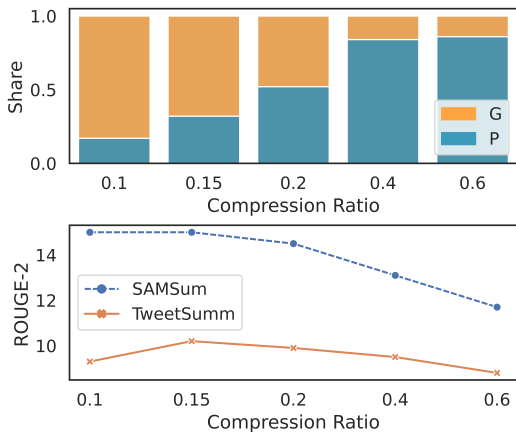 1.0
0.5
0.0
Share
G
P
0.1 0.15 0.2 0.4 0.6
Compression Ratio
14
12
10
ROUGE-2
SAMSum
TweetSumm
0.1 0.15 0.2 0.4 0.6
Compression Ratio